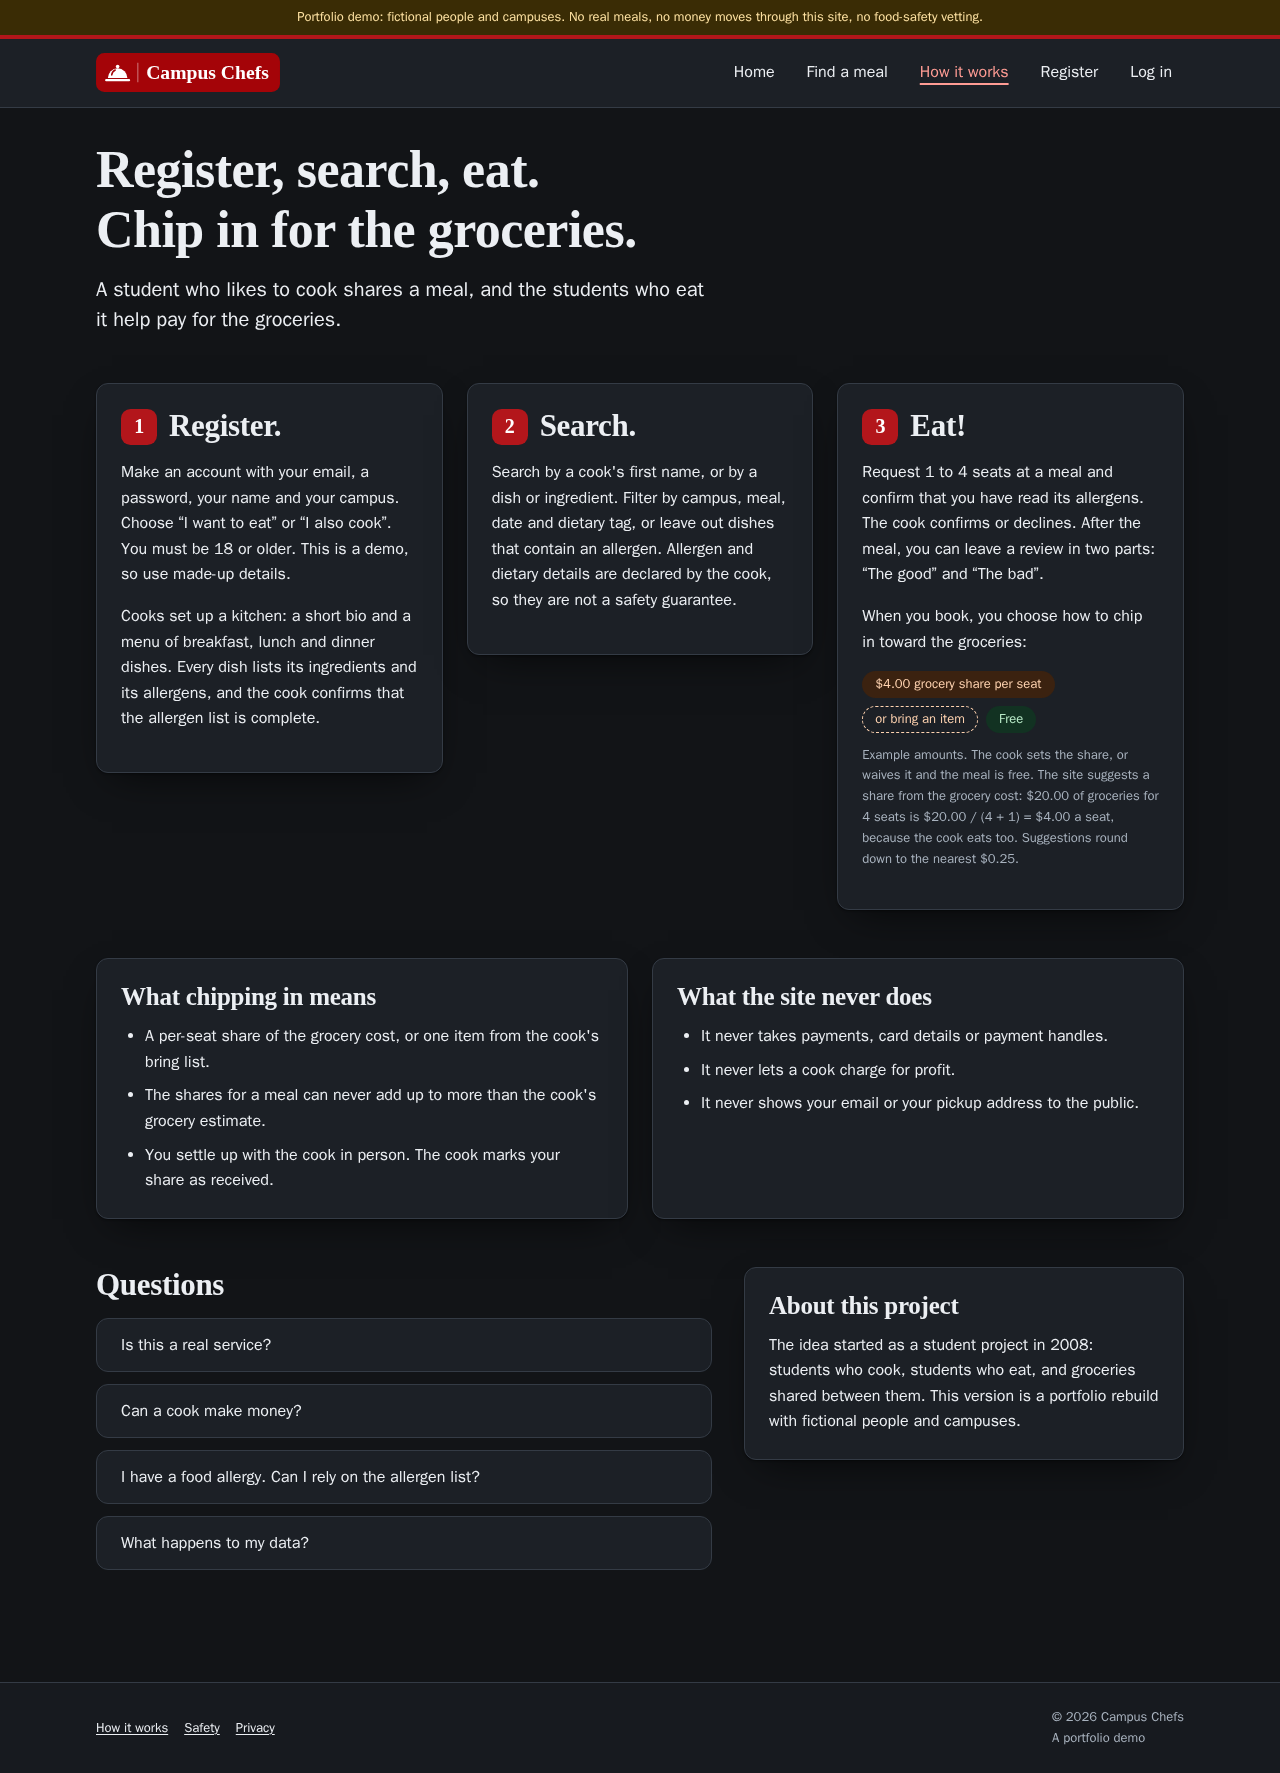 Portfolio demo: fictional people and campuses. No real meals, no money moves through this site, no food-safety vetting.
Campus Chefs
Home
Find a meal
How it works
Register
Log in
Register, search, eat.
Chip in for the groceries.
A student who likes to cook shares a meal, and the students who eat
it help pay for the groceries.
1 Register.
Make an account with your email, a
password, your name and your campus.
Choose “I want to eat” or “I also cook”.
You must be 18 or older. This is a demo,
so use made-up details.
Cooks set up a kitchen: a short bio and a
menu of breakfast, lunch and dinner
dishes. Every dish lists its ingredients and
its allergens, and the cook confirms that
the allergen list is complete.
2 Search.
Search by a cook's first name, or by a
dish or ingredient. Filter by campus, meal,
date and dietary tag, or leave out dishes
that contain an allergen. Allergen and
dietary details are declared by the cook,
so they are not a safety guarantee.
3 Eat!
Request 1 to 4 seats at a meal and
confirm that you have read its allergens.
The cook confirms or declines. After the
meal, you can leave a review in two parts:
“The good” and “The bad”.
When you book, you choose how to chip
in toward the groceries:
$4.00 grocery share per seat
or bring an item
Free
Example amounts. The cook sets the share, or
waives it and the meal is free. The site suggests a
share from the grocery cost: $20.00 of groceries for
4 seats is $20.00 / (4 + 1) = $4.00 a seat,
because the cook eats too. Suggestions round
down to the nearest $0.25.
What chipping in means
• A per-seat share of the grocery cost, or one item from the cook's
bring list.
• The shares for a meal can never add up to more than the cook's
grocery estimate.
• You settle up with the cook in person. The cook marks your
share as received.
What the site never does
• It never takes payments, card details or payment handles.
• It never lets a cook charge for profit.
• It never shows your email or your pickup address to the public.
Questions
Is this a real service?
Can a cook make money?
I have a food allergy. Can I rely on the allergen list?
What happens to my data?
About this project
The idea started as a student project in 2008:
students who cook, students who eat, and groceries
shared between them. This version is a portfolio rebuild
with fictional people and campuses.
How it works
Safety
Privacy
© 2026 Campus Chefs
A portfolio demo